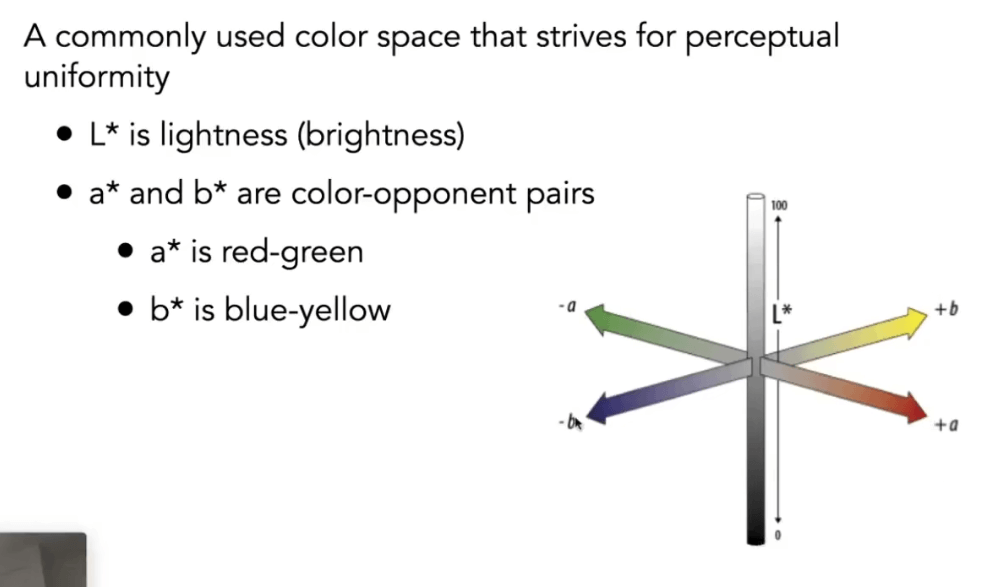 A commonly used color space that strives for perceptual
uniformity
● L* is lightness (brightness)
● a* and b* are color-opponent pairs
● a* is red-green
● b* is blue-yellow
100
-a
L*
+b
-b
+a
0